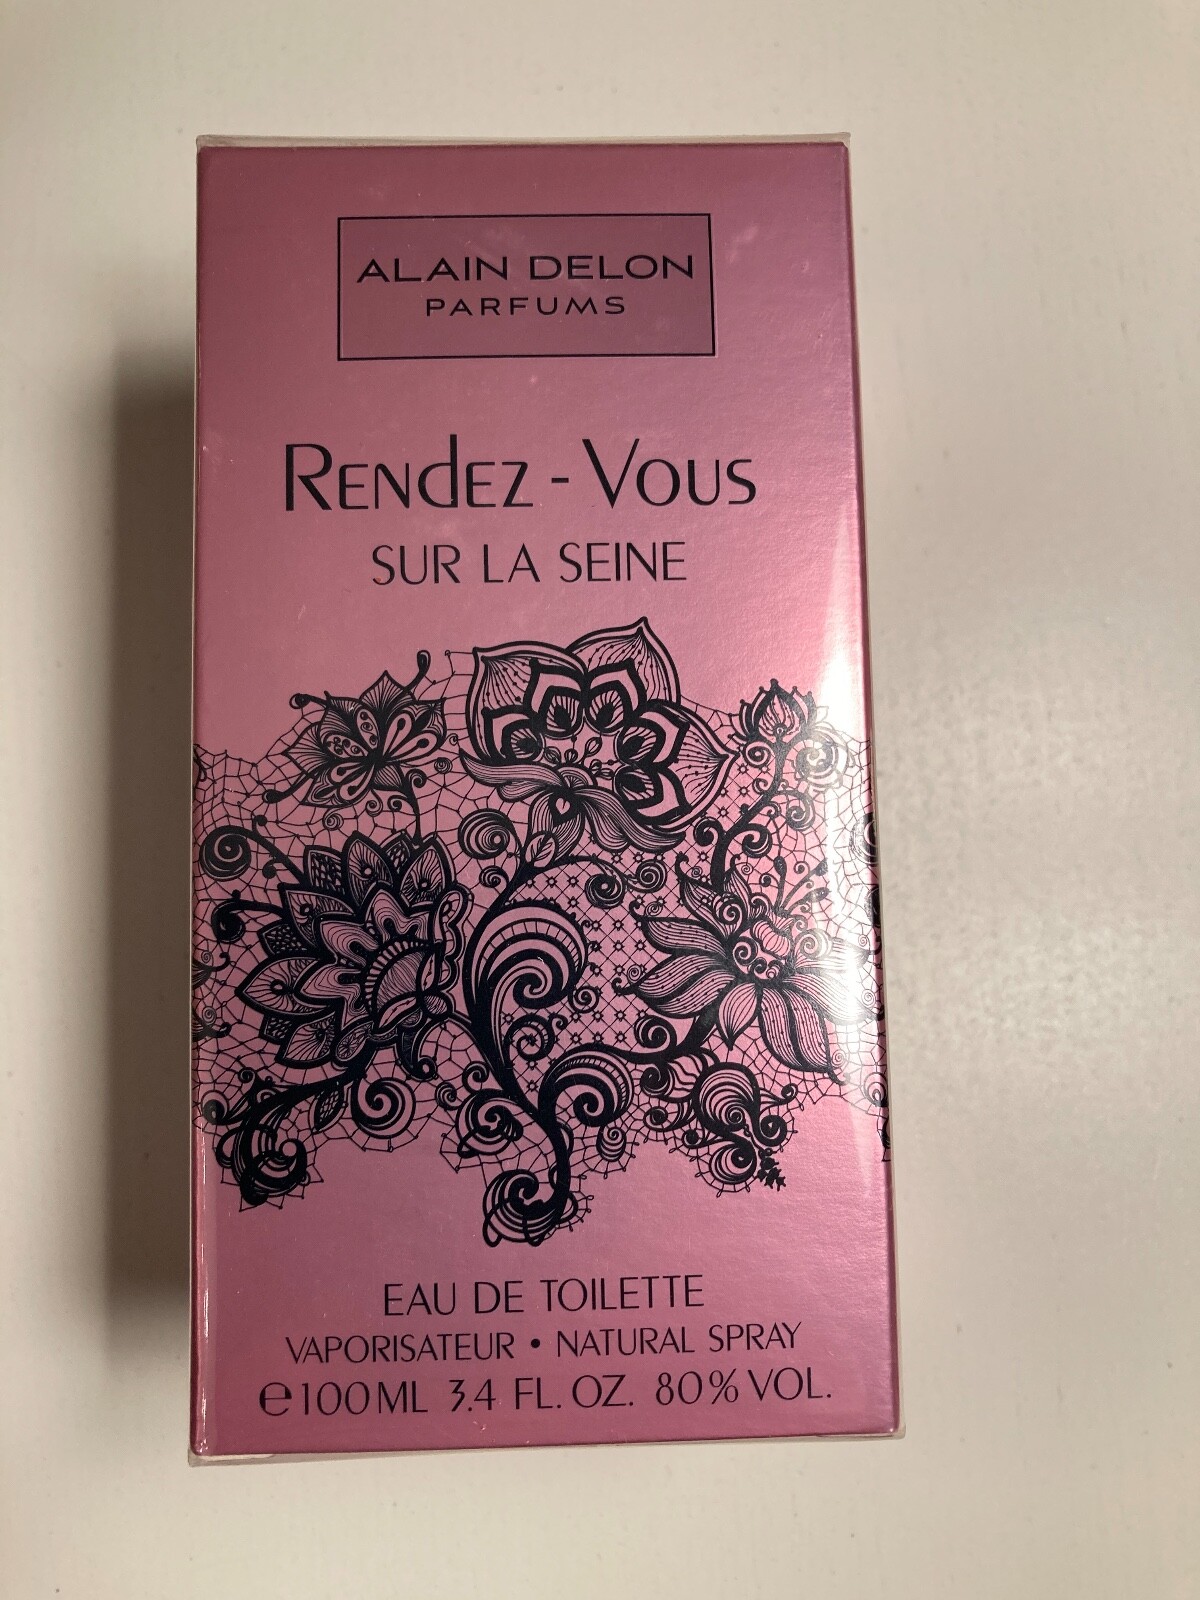 ALAIN DELON
PARFUMS
RENdEZ - VOUS
SUR LA SEINE
EAU DE TOILETTE
VAPORISATEUR • NATURAL SPRAY
℮100ML 3.4 FL. OZ. 80% VOL.